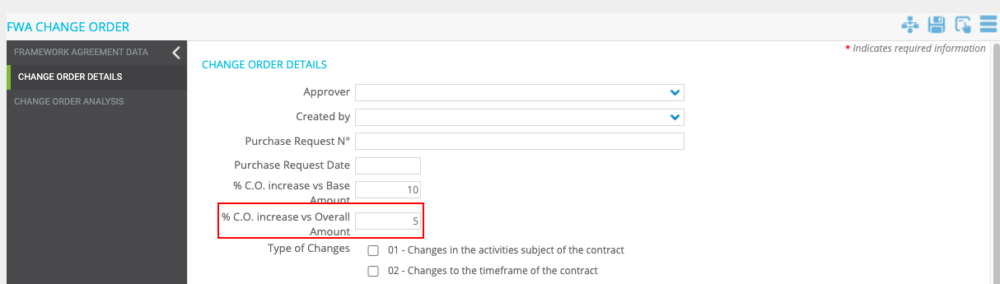 FWA CHANGE ORDER
* Indicates required information
FRAMEWORK AGREEMENT DATA
CHANGE ORDER DETAILS
CHANGE ORDER ANALYSIS
CHANGE ORDER DETAILS
Approver
Created by
Purchase Request N°
Purchase Request Date
% C.O. increase vs Base
Amount
10
% C.O. increase vs Overall
Amount
5
Type of Changes
01 - Changes in the activities subject of the contract
02 - Changes to the timeframe of the contract